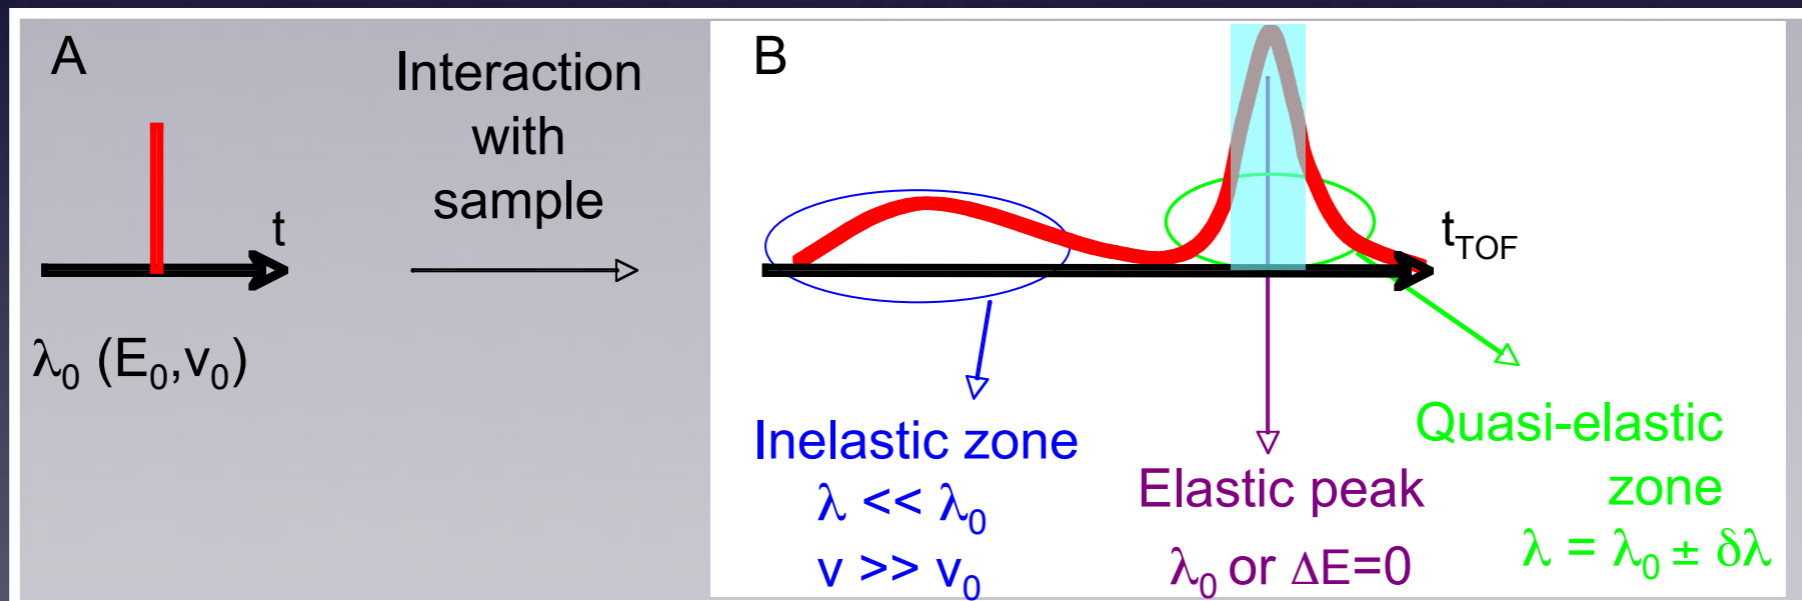 A
Interaction
with
sample
t
λ₀ (E₀,v₀)
B
t_TOF
Inelastic zone
λ << λ₀
v >> v₀
Elastic peak
λ₀ or ΔE=0
Quasi-elastic
zone
λ = λ₀ ± δλ